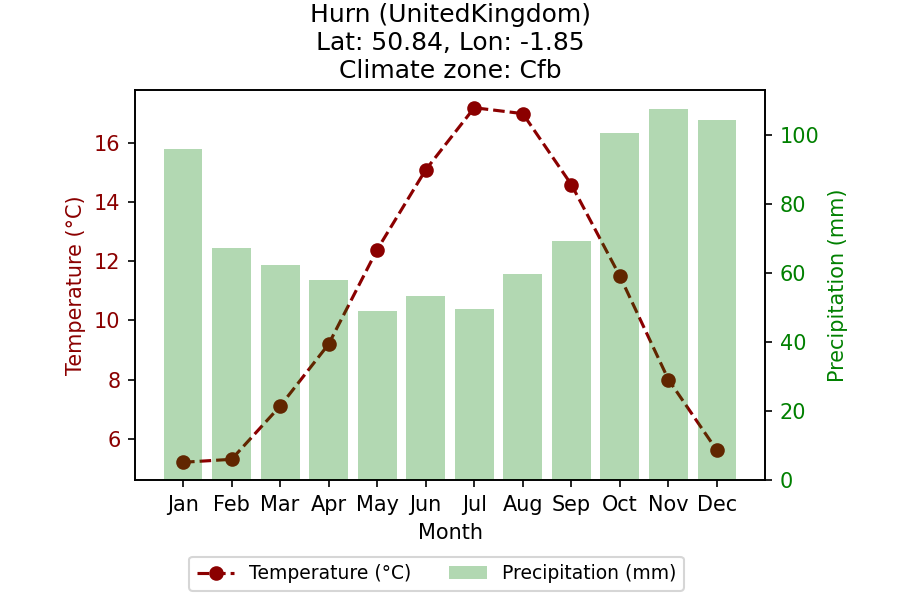 Hurn (UnitedKingdom)
Lat: 50.84, Lon: -1.85
Climate zone: Cfb
Temperature (°C)
16
14
12
10
8
6
100
80
60
40
20
0
Precipitation (mm)
Jan Feb Mar Apr May Jun Jul Aug Sep Oct Nov Dec
Month
Temperature (°C) Precipitation (mm)